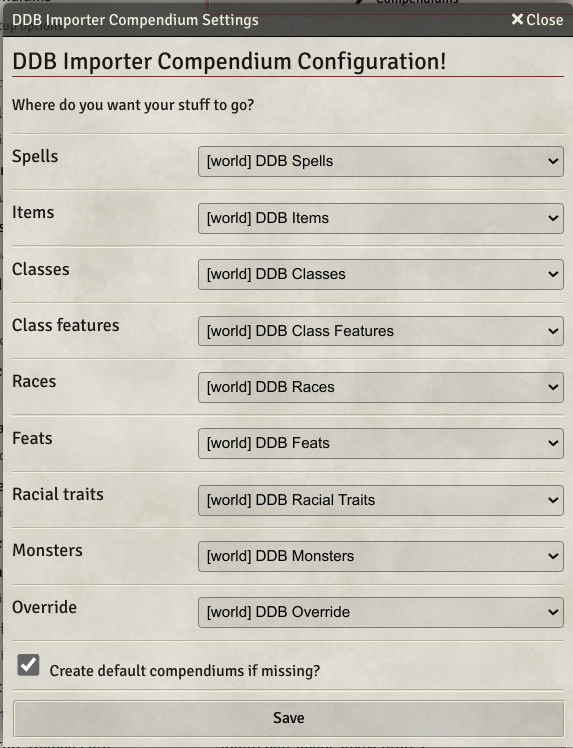 DDB Importer Compendium Settings
Close
DDB Importer Compendium Configuration!
Where do you want your stuff to go?
Spells
[world] DDB Spells
Items
[world] DDB Items
Classes
[world] DDB Classes
Class features
[world] DDB Class Features
Races
[world] DDB Races
Feats
[world] DDB Feats
Racial traits
[world] DDB Racial Traits
Monsters
[world] DDB Monsters
Override
[world] DDB Override
Create default compendiums if missing?
Save